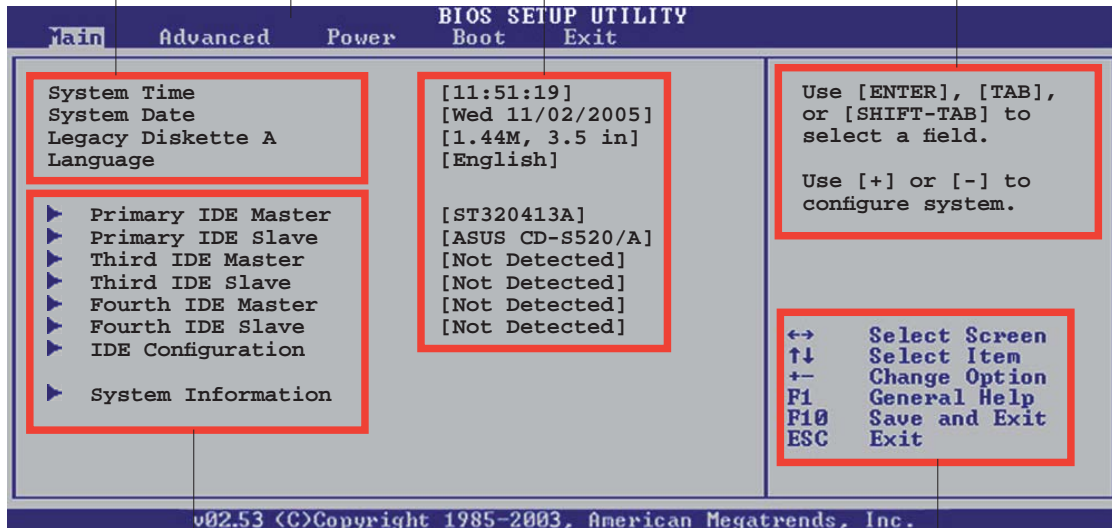 BIOS SETUP UTILITY
Main Advanced Power Boot Exit
System Time [11:51:19]
System Date [Wed 11/02/2005]
Legacy Diskette A [1.44M, 3.5 in]
Language [English]
Primary IDE Master [ST320413A]
Primary IDE Slave [ASUS CD-S520/A]
Third IDE Master [Not Detected]
Third IDE Slave [Not Detected]
Fourth IDE Master [Not Detected]
Fourth IDE Slave [Not Detected]
IDE Configuration
System Information
Use [ENTER], [TAB],
or [SHIFT-TAB] to
select a field.
Use [+] or [-] to
configure system.
←→ Select Screen
↑↓ Select Item
+- Change Option
F1 General Help
F10 Save and Exit
ESC Exit
v02.53 (C)Copyright 1985-2003, American Megatrends, Inc.